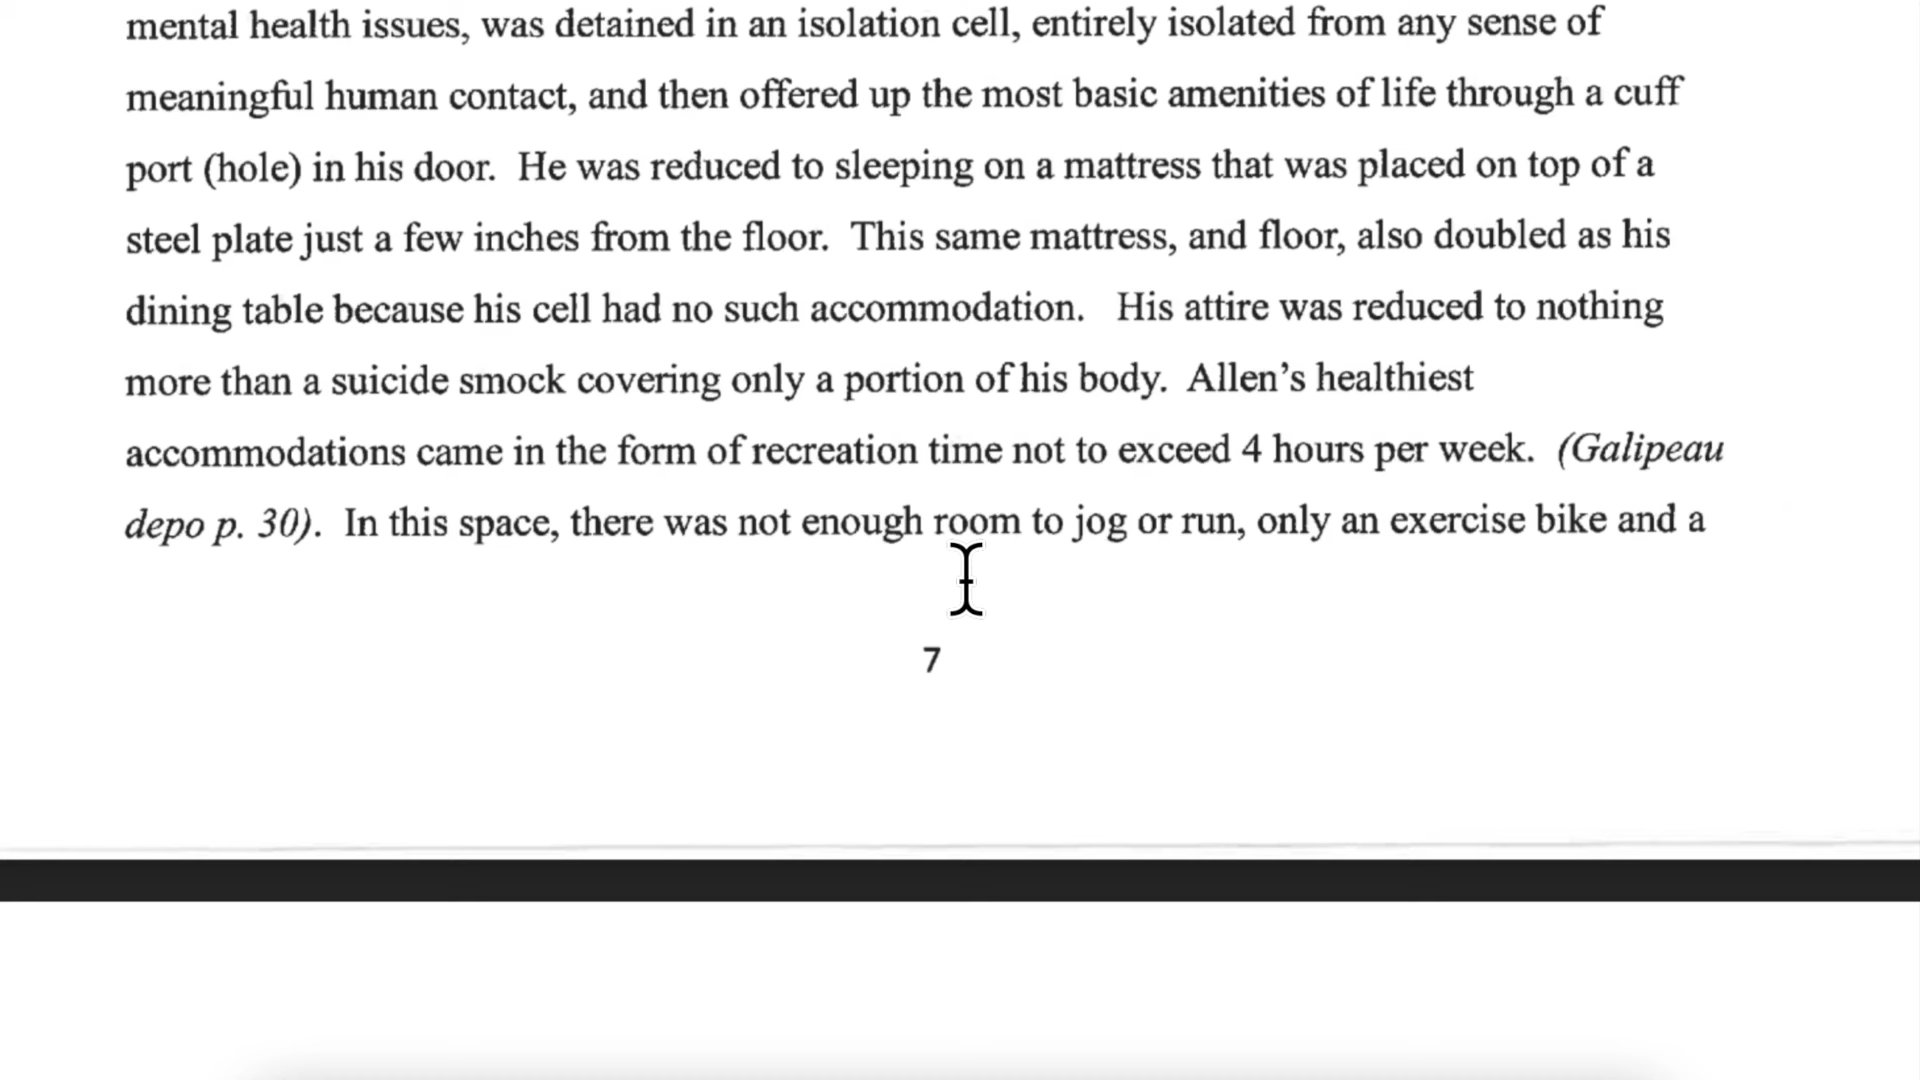 mental health issues, was detained in an isolation cell, entirely isolated from any sense of
meaningful human contact, and then offered up the most basic amenities of life through a cuff
port (hole) in his door.  He was reduced to sleeping on a mattress that was placed on top of a
steel plate just a few inches from the floor.  This same mattress, and floor, also doubled as his
dining table because his cell had no such accommodation.   His attire was reduced to nothing
more than a suicide smock covering only a portion of his body.  Allen’s healthiest
accommodations came in the form of recreation time not to exceed 4 hours per week.  (Galipeau
depo p. 30).  In this space, there was not enough room to jog or run, only an exercise bike and a
7